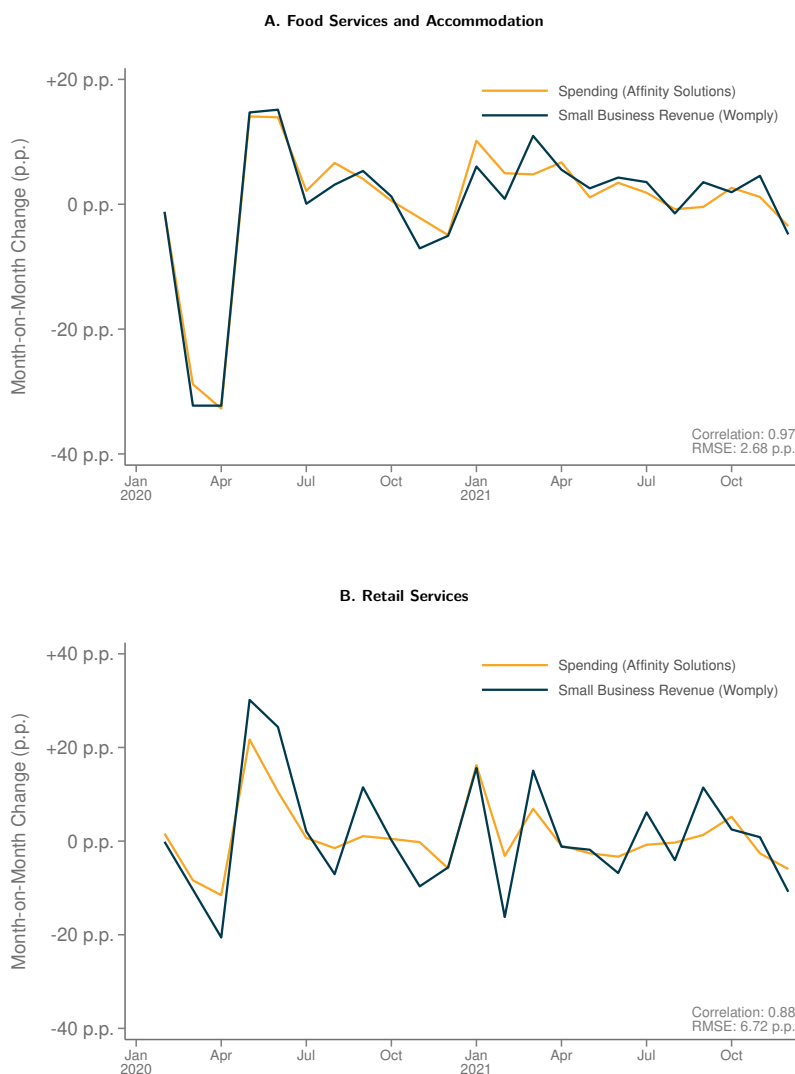 A. Food Services and Accommodation
+20 p.p.
0 p.p.
-20 p.p.
-40 p.p.
Month-on-Month Change (p.p.)
Spending (Affinity Solutions)
Small Business Revenue (Womply)
Correlation: 0.97
RMSE: 2.68 p.p.
Jan Apr Jul Oct Jan Apr Jul Oct
2020 2021
B. Retail Services
+40 p.p.
+20 p.p.
0 p.p.
-20 p.p.
-40 p.p.
Month-on-Month Change (p.p.)
Spending (Affinity Solutions)
Small Business Revenue (Womply)
Correlation: 0.88
RMSE: 6.72 p.p.
Jan Apr Jul Oct Jan Apr Jul Oct
2020 2021